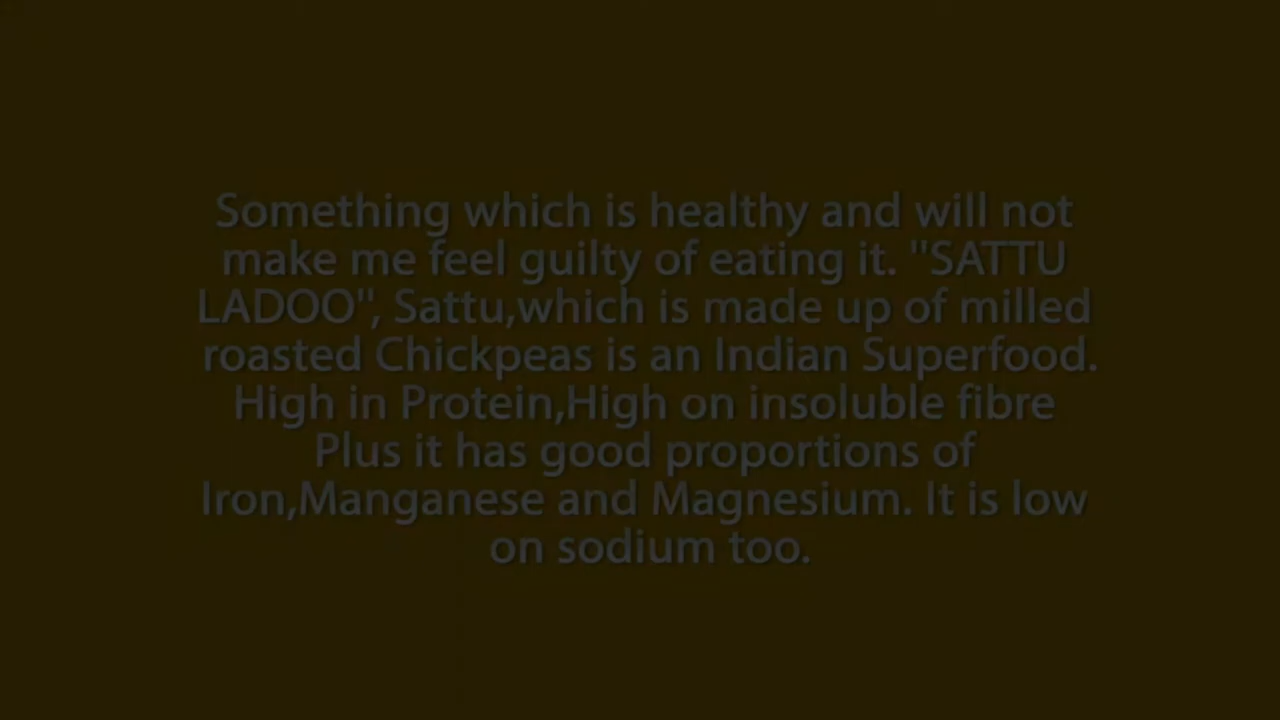 Something which is healthy and will not
make me feel guilty of eating it. "SATTU
LADOO", Sattu,which is made up of milled
roasted Chickpeas is an Indian Superfood.
High in Protein,High on insoluble fibre
Plus it has good proportions of
Iron,Manganese and Magnesium. It is low
on sodium too.